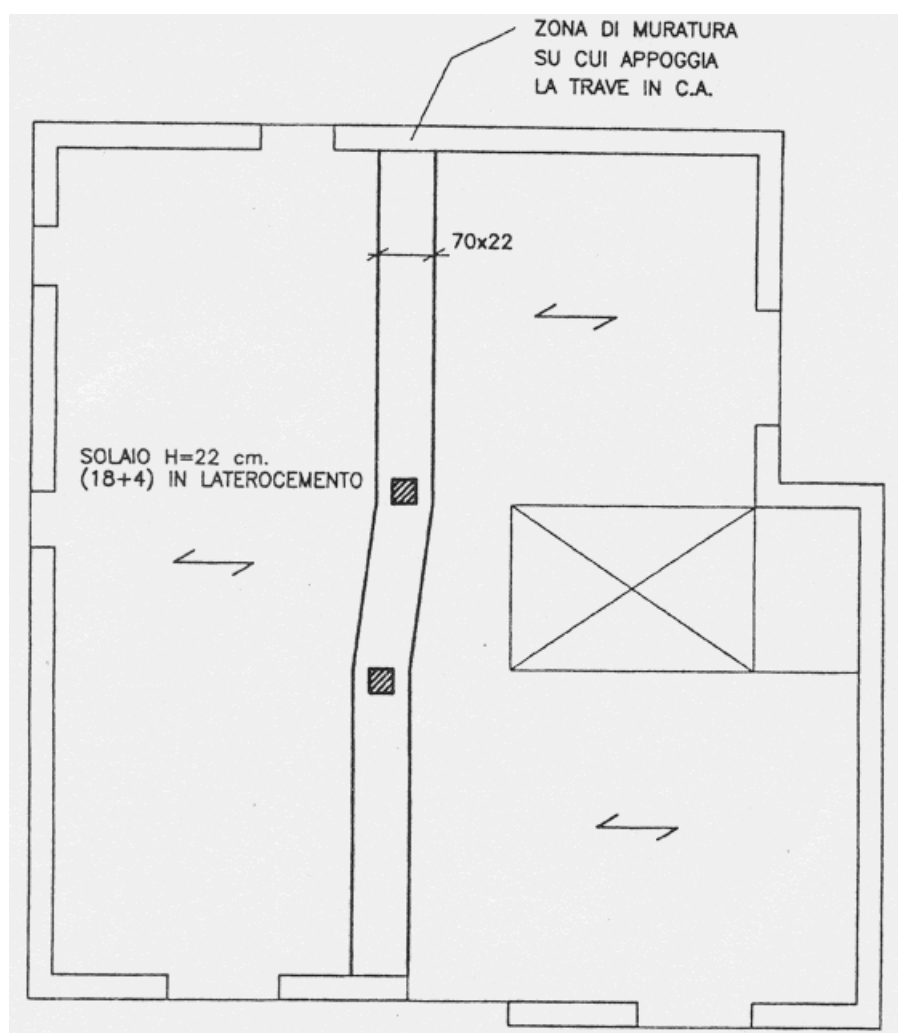 ZONA DI MURATURA
SU CUI APPOGGIA
LA TRAVE IN C.A.
70x22
SOLAIO H=22 cm.
(18+4) IN LATEROCEMENTO